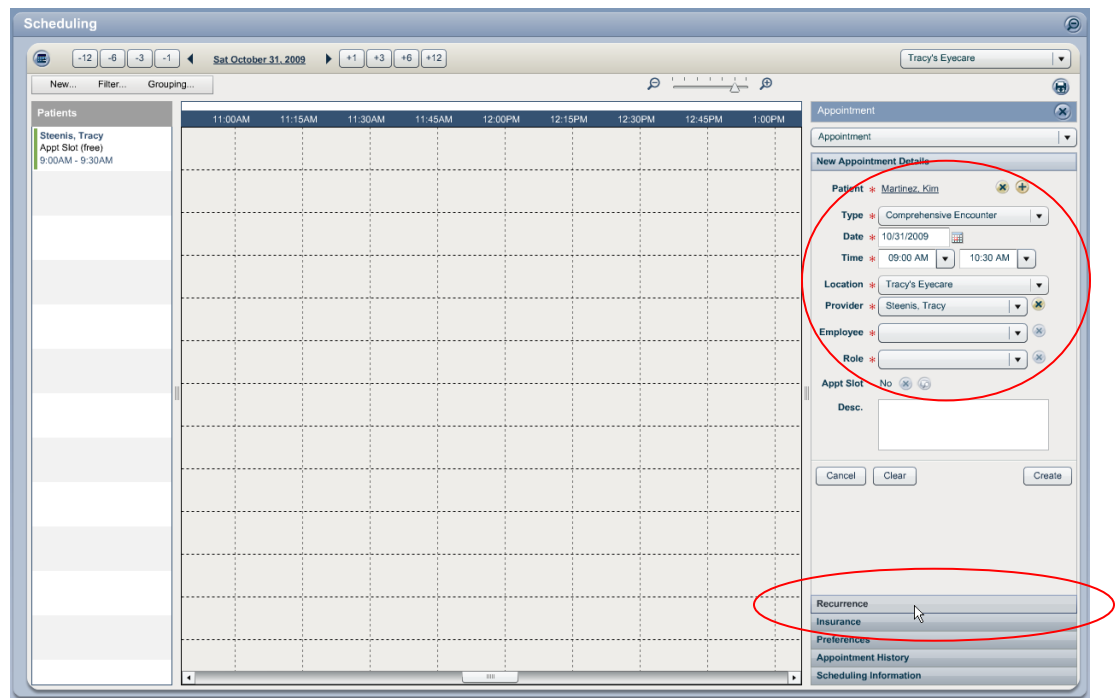 Scheduling
-12 -6 -3 -1 Sat October 31, 2009 +1 +3 +6 +12 Tracy's Eyecare
New... Filter... Grouping...
Patients
Steenis, Tracy
Appt Slot (free)
9:00AM - 9:30AM
11:00AM 11:15AM 11:30AM 11:45AM 12:00PM 12:15PM 12:30PM 12:45PM 1:00PM
Appointment
Appointment
New Appointment Details
Patient * Martinez, Kim
Type * Comprehensive Encounter
Date * 10/31/2009
Time * 09:00 AM 10:30 AM
Location * Tracy's Eyecare
Provider * Steenis, Tracy
Employee *
Role *
Appt Slot No
Desc.
Cancel Clear Create
Recurrence
Insurance
Preferences
Appointment History
Scheduling Information